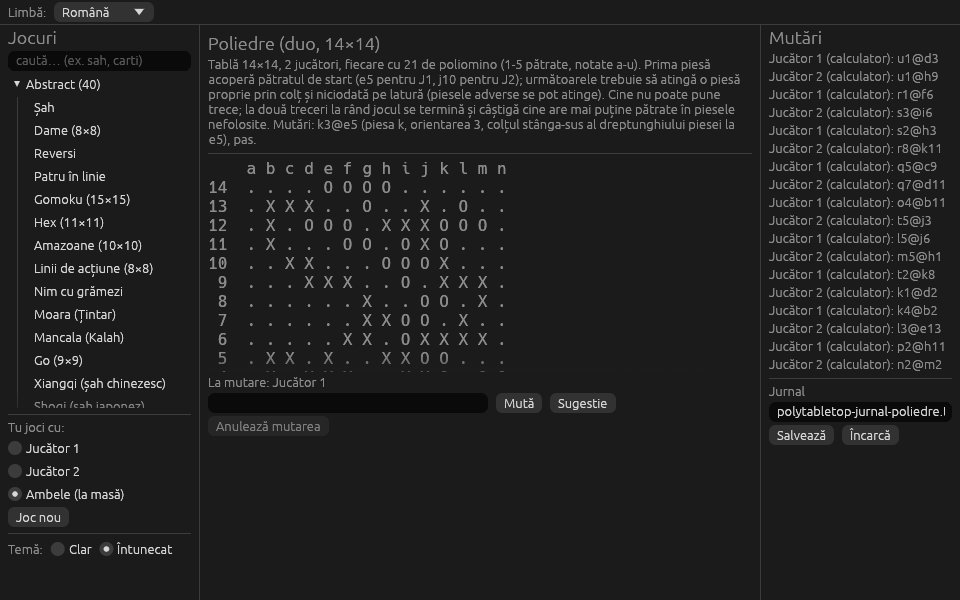 Limbă: Română
Jocuri
caută... (ex. sah, carti)
Abstract (40)
Șah
Dame (8×8)
Reversi
Patru în linie
Gomoku (15×15)
Hex (11×11)
Amazoane (10×10)
Linii de acțiune (8×8)
Nim cu grămezi
Moara (Țintar)
Mancala (Kalah)
Go (9×9)
Xiangqi (șah chinezesc)
Shogi (șah japonez)
Tu joci cu:
Jucător 1
Jucător 2
Ambele (la masă)
Joc nou
Temă: Clar Întunecat
Poliedre (duo, 14×14)
Tablă 14×14, 2 jucători, fiecare cu 21 de poliomino (1-5 pătrate, notate a-u). Prima piesă
acoperă pătratul de start (e5 pentru J1, j10 pentru J2); următoarele trebuie să atingă o piesă
proprie prin colț și niciodată pe latură (piesele adverse se pot atinge). Cine nu poate pune
trece; la două treceri la rând jocul se termină și câștigă cine are mai puține pătrate în piesele
nefolosite. Mutări: k3@e5 (piesa k, orientarea 3, colțul stânga-sus al dreptunghiului piesei la
e5), pas.
a b c d e f g h i j k l m n
14 . . . . O O O O . . . . . .
13 . X X X . . O . . X . O . .
12 . X . O O O . X X X O O O .
11 . X . . . O O . O X O . . .
10 . . X X . . . O O O X . . .
9 . . . X X X . . O . X X X .
8 . . . . . . X . . O O . X .
7 . . . . . . X X O O . X . .
6 . . . . . X X . O X X X X .
5 . X X . X . . X X O O . . .
La mutare: Jucător 1
Mută Sugestie
Anulează mutarea
Mutări
Jucător 1 (calculator): u1@d3
Jucător 2 (calculator): u1@h9
Jucător 1 (calculator): r1@f6
Jucător 2 (calculator): s3@i6
Jucător 1 (calculator): s2@h3
Jucător 2 (calculator): r8@k11
Jucător 1 (calculator): q5@c9
Jucător 2 (calculator): q7@d11
Jucător 1 (calculator): o4@b11
Jucător 2 (calculator): t5@j3
Jucător 1 (calculator): l5@j6
Jucător 2 (calculator): m5@h1
Jucător 1 (calculator): t2@k8
Jucător 2 (calculator): k1@d2
Jucător 1 (calculator): k4@b2
Jucător 2 (calculator): l3@e13
Jucător 1 (calculator): p2@h11
Jucător 2 (calculator): n2@m2
Jurnal
polytabletop-jurnal-poliedre.
Salvează Încarcă